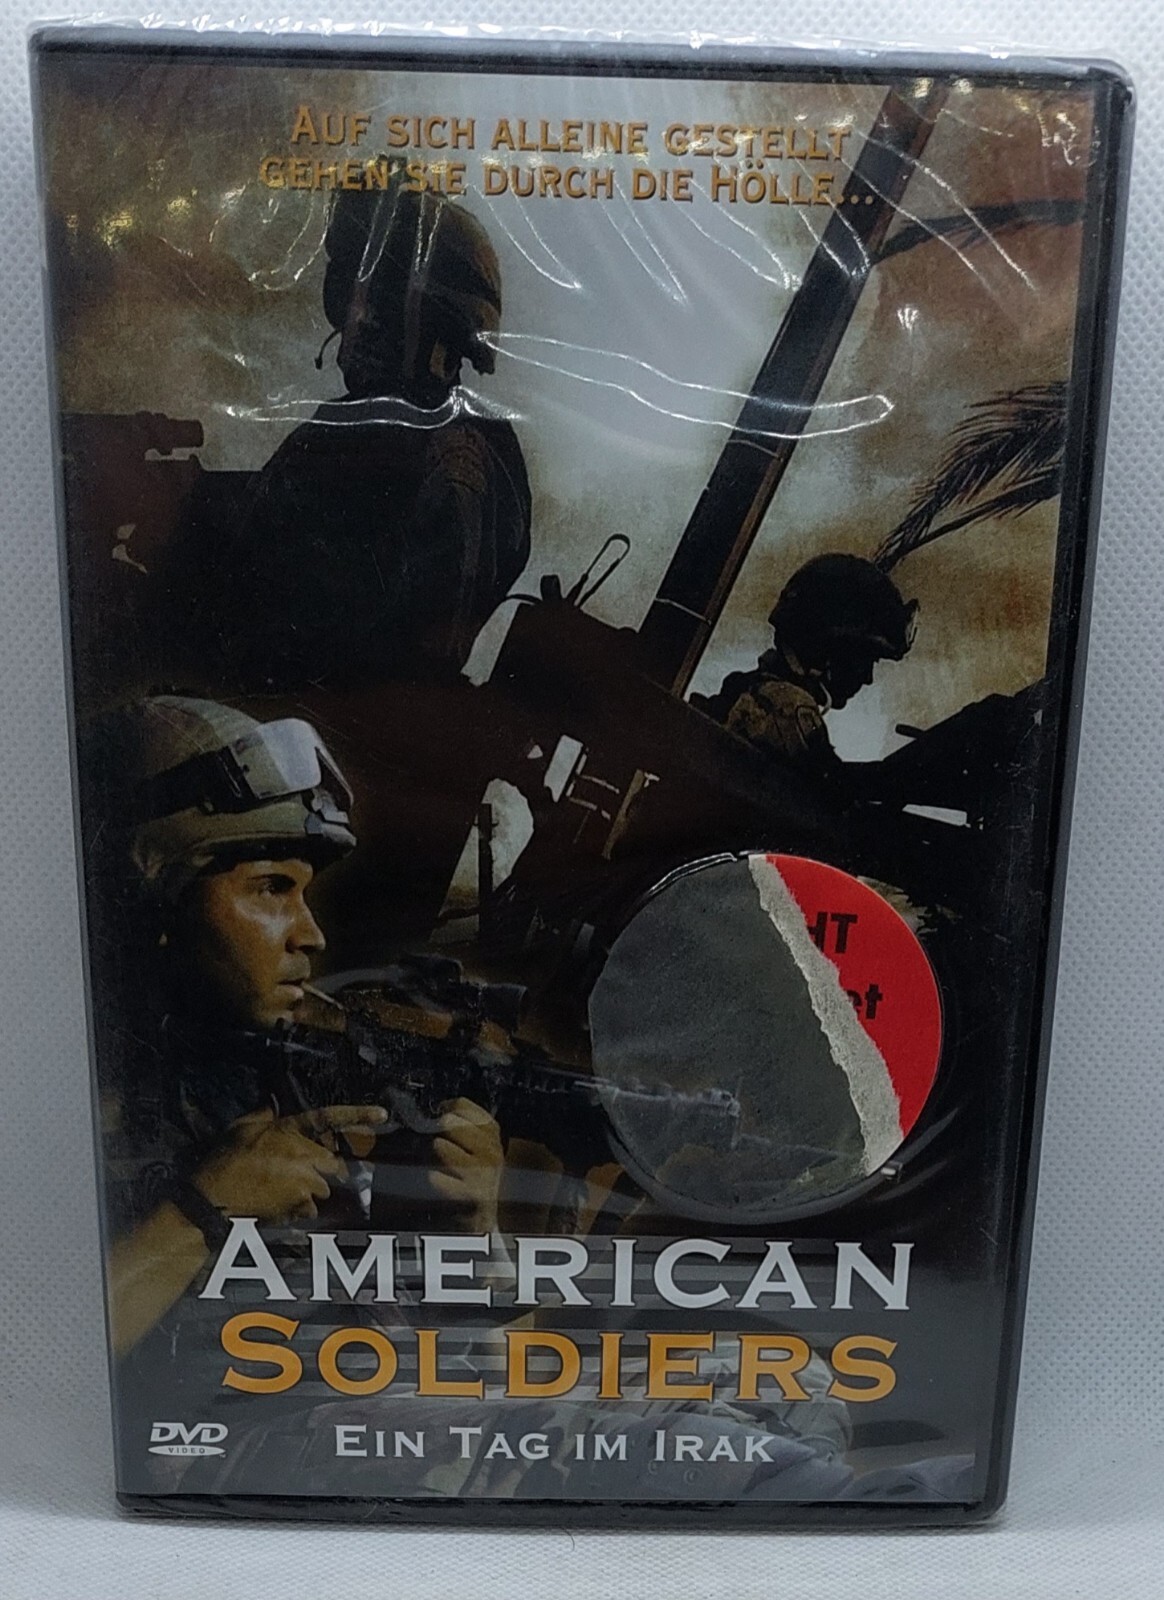 AUF SICH ALLEINE GESTELLT
GEHEN SIE DURCH DIE HÖLLE...
AMERICAN
SOLDIERS
EIN TAG IM IRAK
DVD
VIDEO